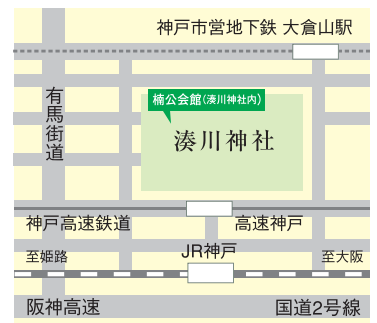 神戸市営地下鉄 大倉山駅
有馬街道
楠公会館(湊川神社内)
湊川神社
神戸高速鉄道
高速神戸
至姫路
JR神戸
至大阪
阪神高速
国道2号線